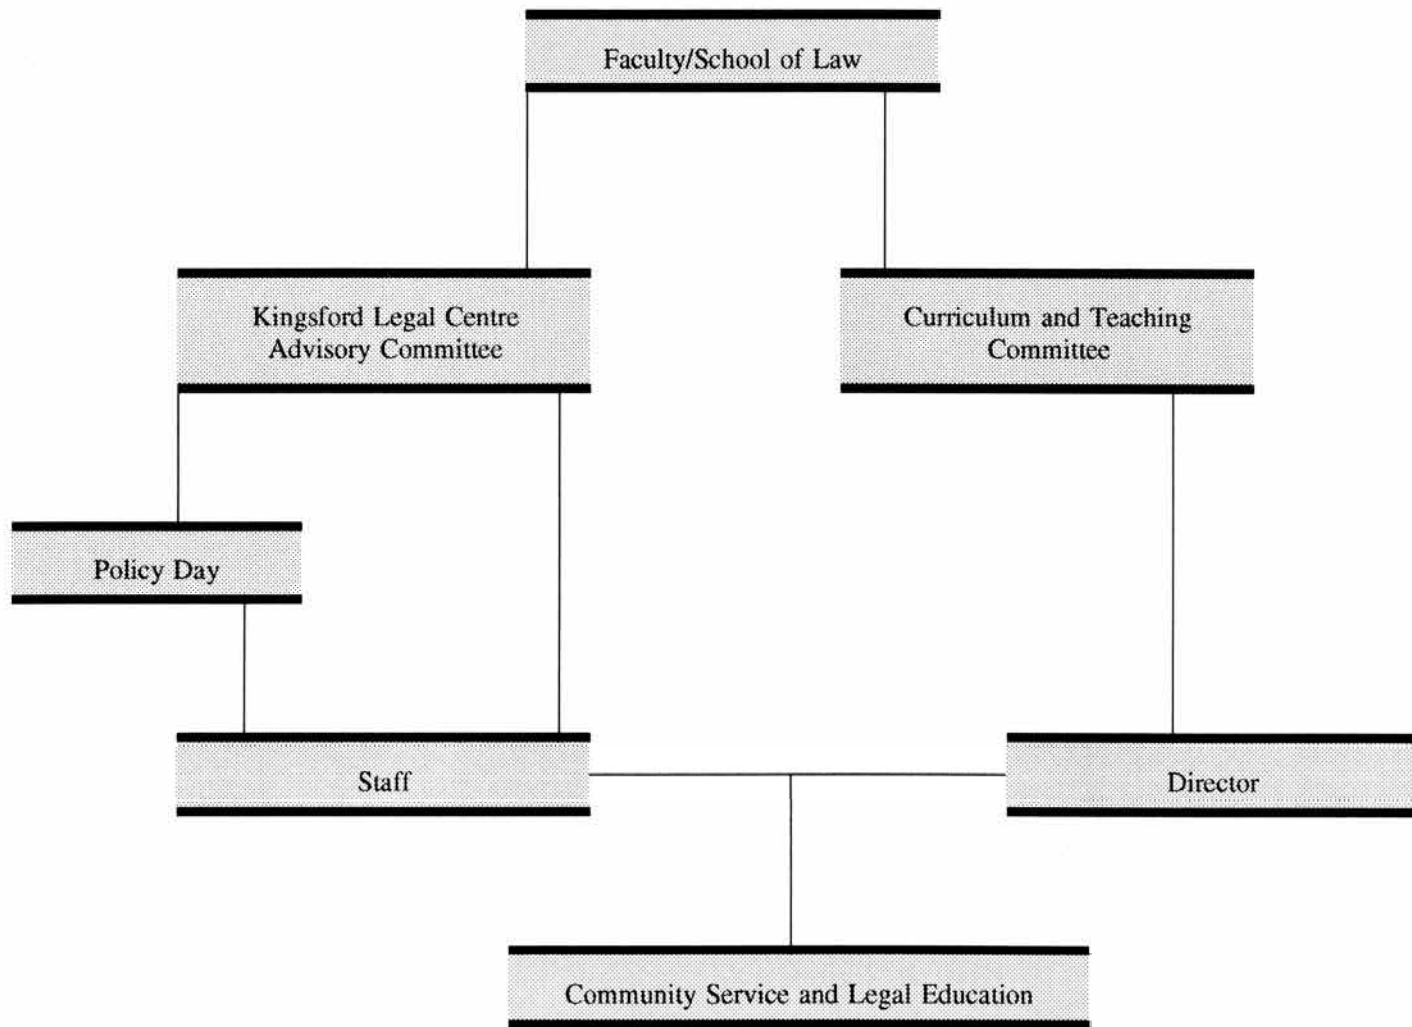 Faculty/School of Law
Kingsford Legal Centre
Advisory Committee
Curriculum and Teaching
Committee
Policy Day
Staff
Director
Community Service and Legal Education